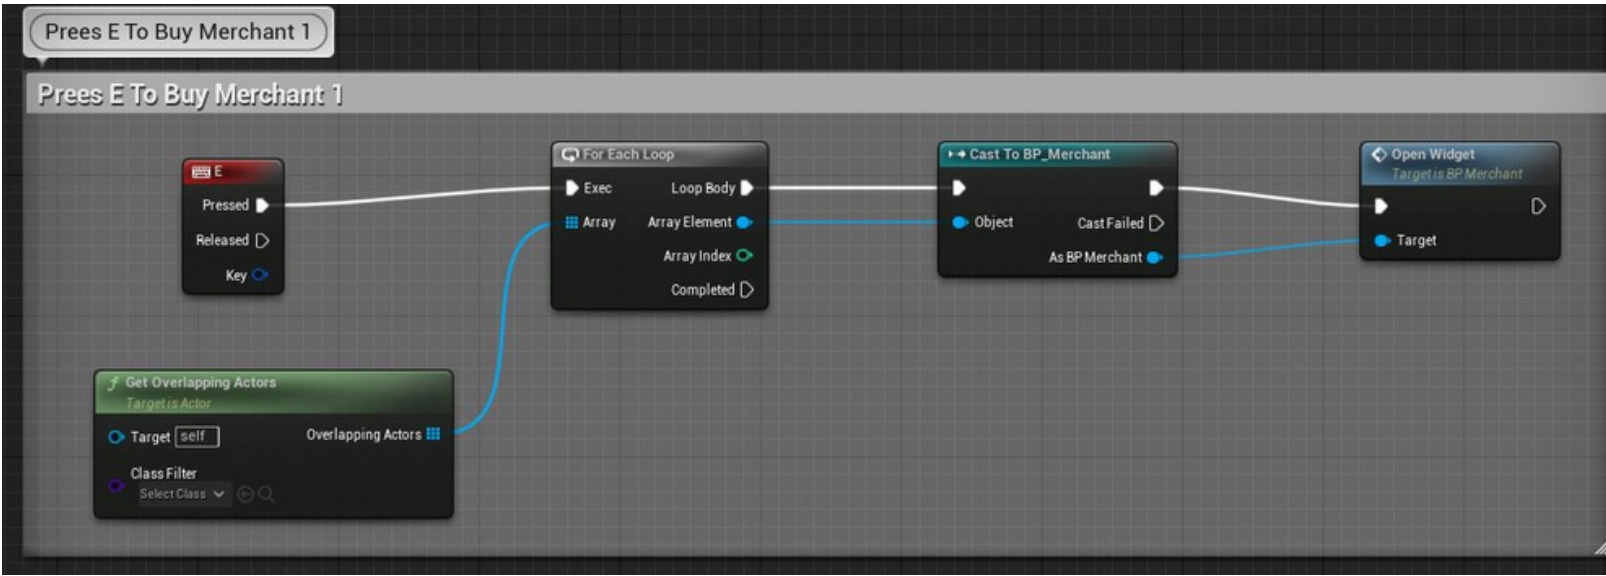 Prees E To Buy Merchant 1
Prees E To Buy Merchant 1
E
Pressed
Released
Key
For Each Loop
Exec
Loop Body
Array
Array Element
Array Index
Completed
Cast To BP_Merchant
Object
Cast Failed
As BP Merchant
Open Widget
Target is BP Merchant
Target
Get Overlapping Actors
Target is Actor
Target self
Overlapping Actors
Class Filter
Select Class